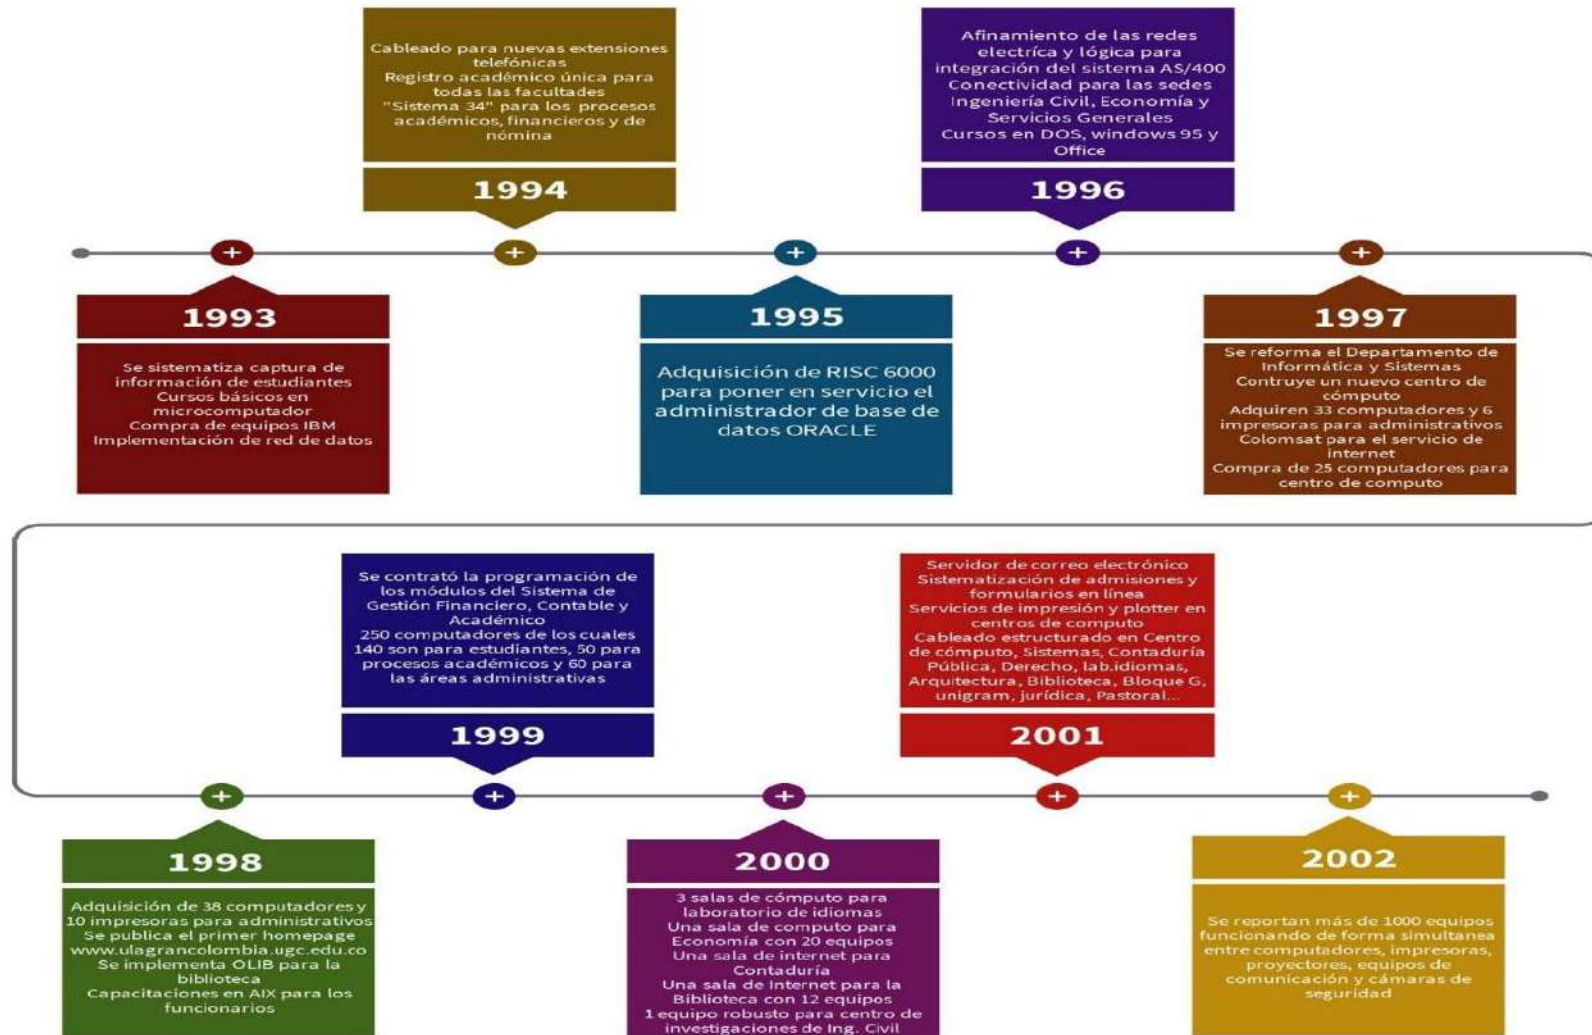 1993
Se sistematiza captura de
información de estudiantes
Cursos básicos en
microcomputador
Compra de equipos IBM
Implementación de red de datos
Cableado para nuevas extensiones
telefónicas
Registro académico única para
todas las facultades
"Sistema 34" para los procesos
académicos, financieros y de
nómina
1994
1995
Adquisición de RISC 6000
para poner en servicio el
administrador de base de
datos ORACLE
Afinamiento de las redes
electríca y lógica para
integración del sistema AS/400
Conectividad para las sedes
Ingeniería Civil, Economía y
Servicios Generales
Cursos en DOS, windows 95 y
Office
1996
1997
Se reforma el Departamento de
Informática y Sistemas
Contruye un nuevo centro de
cómputo
Adquiren 33 computadores y 6
impresoras para administrativos
Colomsat para el servicio de
internet
Compra de 25 computadores para
centro de computo
1998
Adquisición de 38 computadores y
10 impresoras para administrativos
Se publica el primer homepage
www.ulagrancolombia.ugc.edu.co
Se implementa OLIB para la
biblioteca
Capacitaciones en AIX para los
funcionarios
Se contrató la programación de
los módulos del Sistema de
Gestión Financiero, Contable y
Académico
250 computadores de los cuales
140 son para estudiantes, 50 para
procesos académicos y 60 para
las áreas administrativas
1999
2000
3 salas de cómputo para
laboratorio de idiomas
Una sala de computo para
Economía con 20 equipos
Una sala de internet para
Contaduría
Una sala de Internet para la
Biblioteca con 12 equipos
1 equipo robusto para centro de
investigaciones de Ing. Civil
Servidor de correo electrónico
Sistematización de admisiones y
formularios en línea
Servicios de impresión y plotter en
centros de computo
Cableado estructurado en Centro
de cómputo, Sistemas, Contaduría
Pública, Derecho, lab.idiomas,
Arquitectura, Biblioteca, Bloque G,
unigram, jurídica, Pastoral...
2001
2002
Se reportan más de 1000 equipos
funcionando de forma simultanea
entre computadores, impresoras,
proyectores, equipos de
comunicación y cámaras de
seguridad